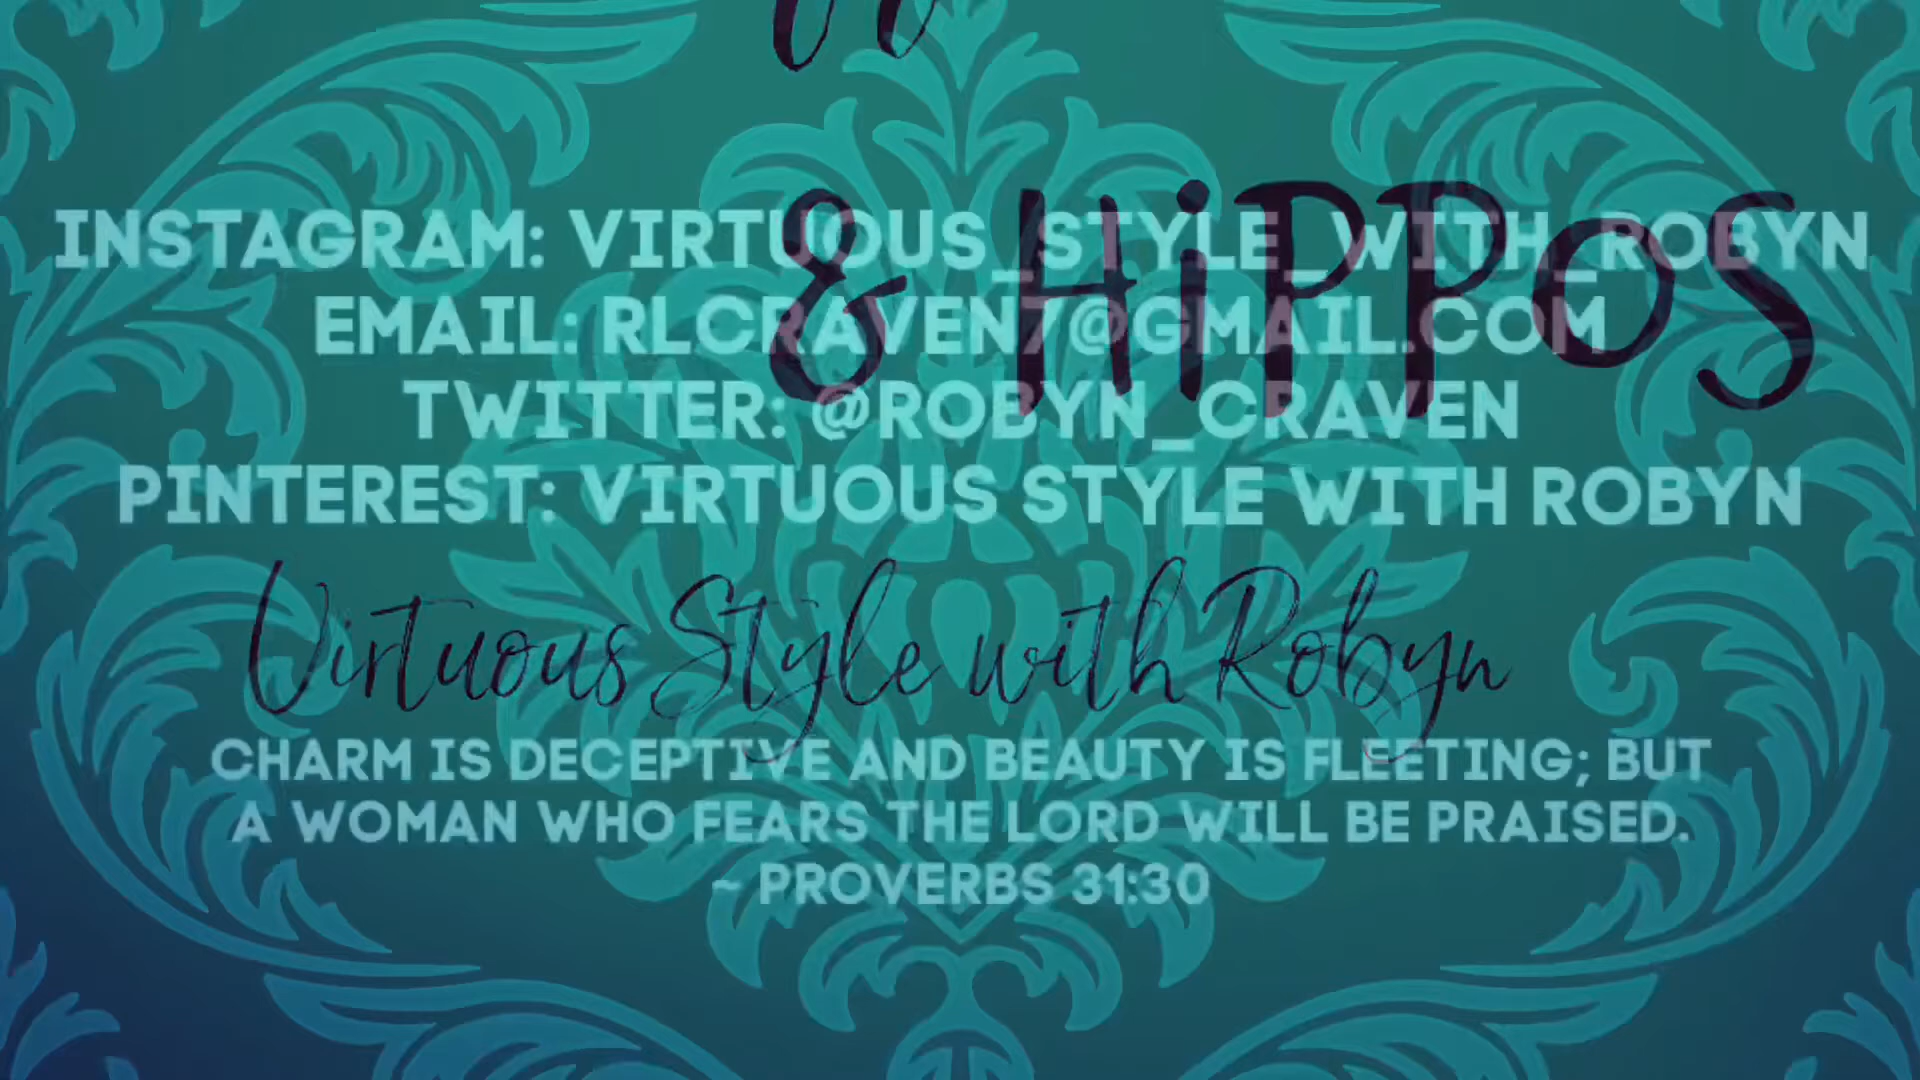 & HiPPOS
INSTAGRAM: VIRTUOUS_STYLE_WITH_ROBYN
EMAIL: RLCRAVEN7@GMAIL.COM
TWITTER: @ROBYN_CRAVEN
PINTEREST: VIRTUOUS STYLE WITH ROBYN
Virtuous Style with Robyn
CHARM IS DECEPTIVE AND BEAUTY IS FLEETING; BUT
A WOMAN WHO FEARS THE LORD WILL BE PRAISED.
~ PROVERBS 31:30